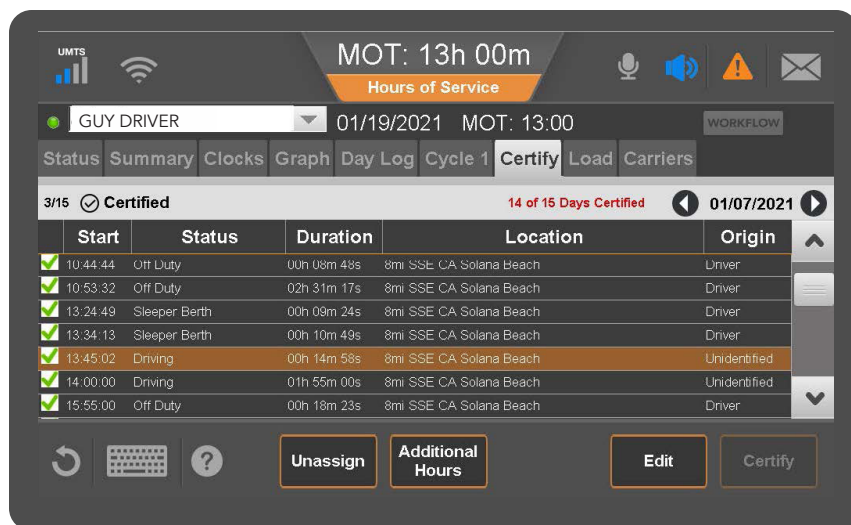 UMTS
MOT: 13h 00m
Hours of Service
GUY DRIVER 01/19/2021 MOT: 13:00 WORKFLOW
Status Summary Clocks Graph Day Log Cycle 1 Certify Load Carriers
3/15 Certified 14 of 15 Days Certified 01/07/2021
Start Status Duration Location Origin
10:44:44 Off Duty 00h 08m 48s 8mi SSE CA Solana Beach Driver
10:53:32 Off Duty 02h 31m 17s 8mi SSE CA Solana Beach Driver
13:24:49 Sleeper Berth 00h 09m 24s 8mi SSE CA Solana Beach Driver
13:34:13 Sleeper Berth 00h 10m 49s 8mi SSE CA Solana Beach Driver
13:45:02 Driving 00h 14m 58s 8mi SSE CA Solana Beach Unidentified
14:00:00 Driving 01h 55m 00s 8mi SSE CA Solana Beach Unidentified
15:55:00 Off Duty 00h 18m 23s 8mi SSE CA Solana Beach Driver
? Unassign Additional Hours Edit Certify